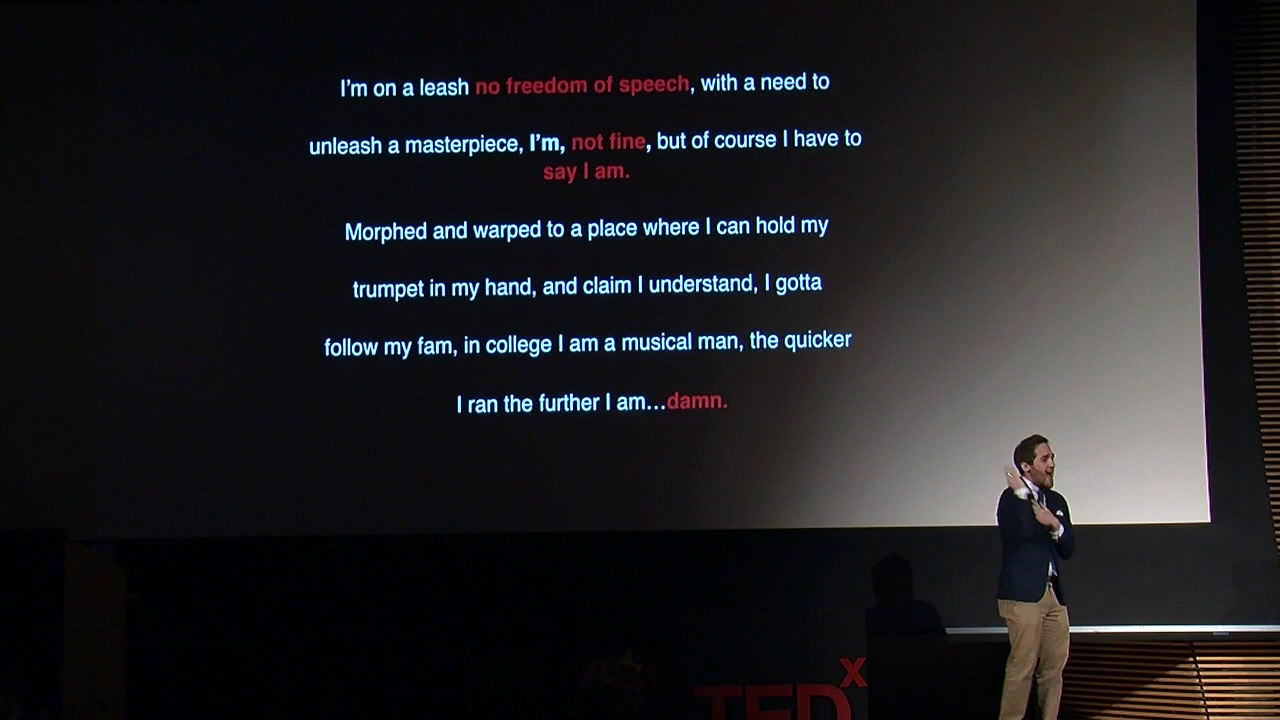 I'm on a leash no freedom of speech, with a need to
unleash a masterpiece, I'm, not fine, but of course I have to
say I am.
Morphed and warped to a place where I can hold my
trumpet in my hand, and claim I understand, I gotta
follow my fam, in college I am a musical man, the quicker
I ran the further I am...damn.
TEDx